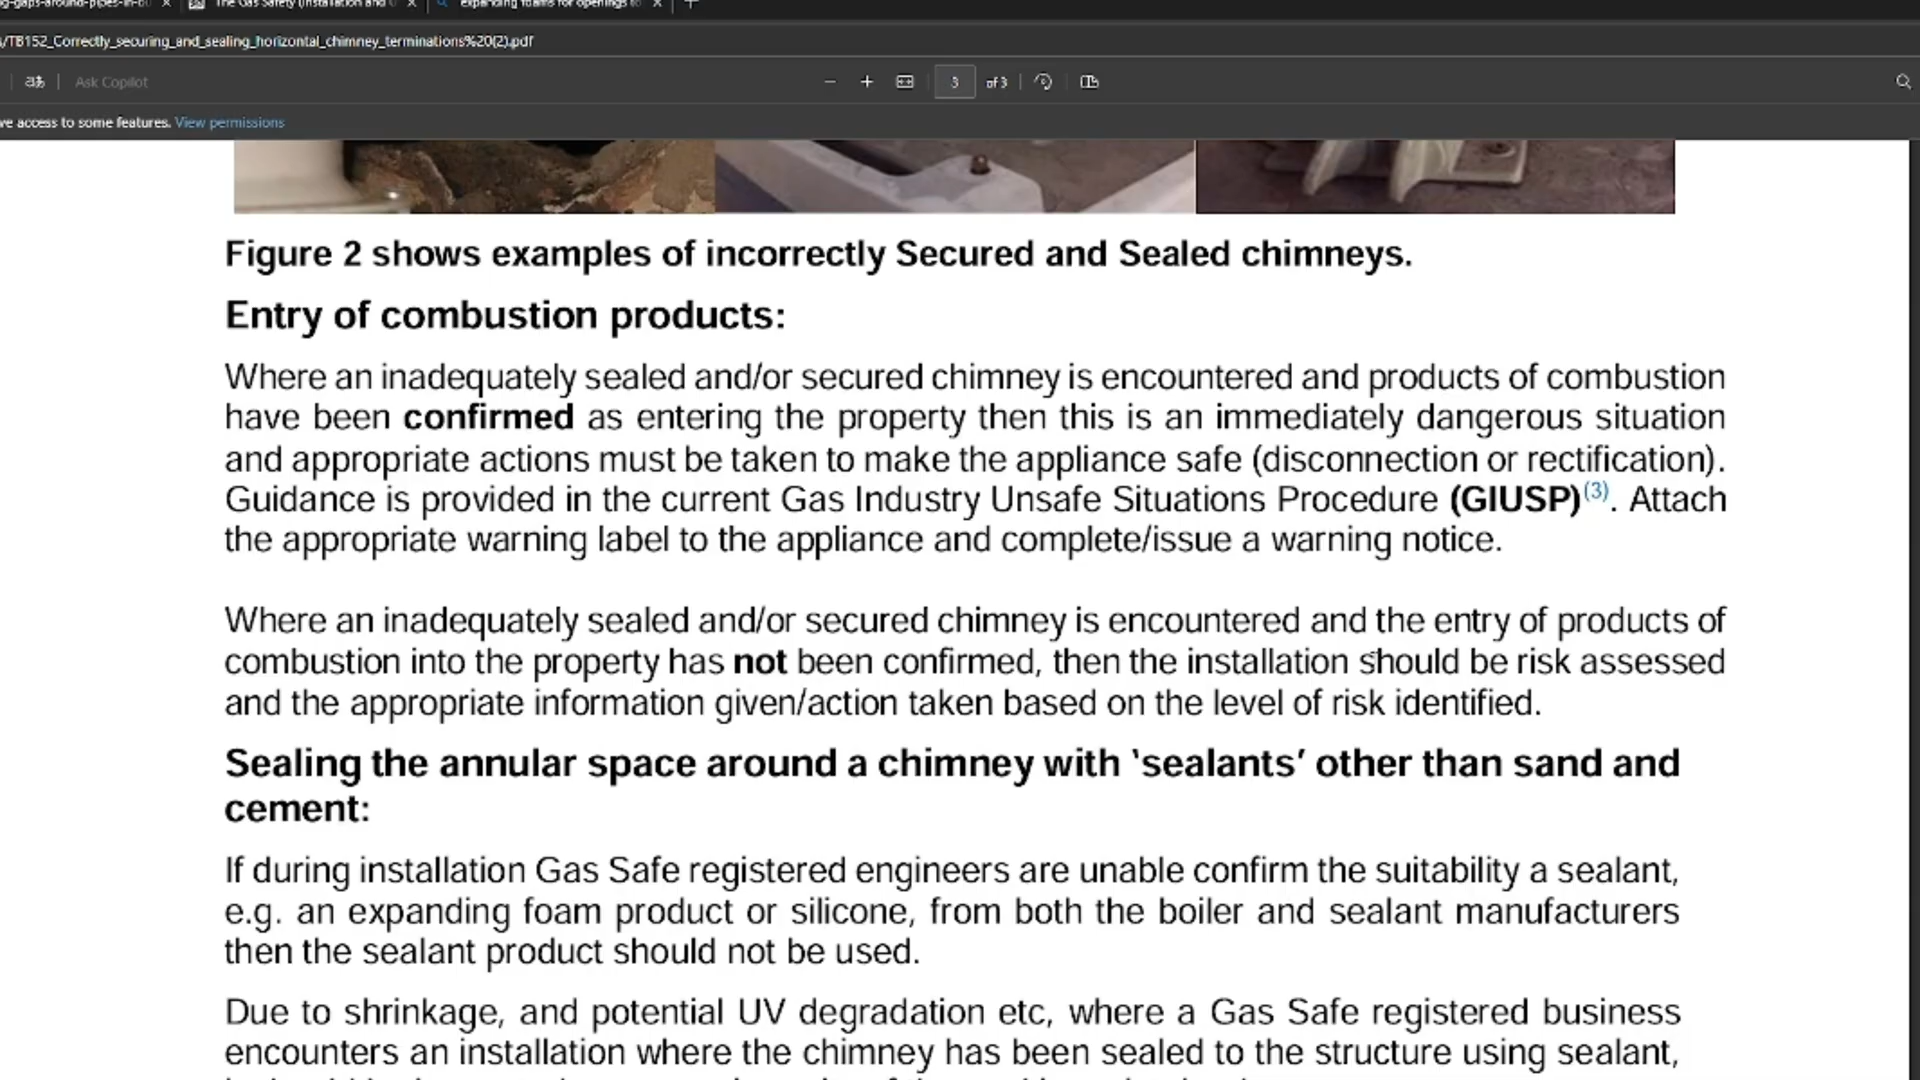 The Gas Safety (Installation and
expanding foams for openings to
/TB152_Correctly_securing_and_sealing_horizontal_chimney_terminations%20(2).pdf
Ask Copilot
3 of 3
ve access to some features. View permissions
Figure 2 shows examples of incorrectly Secured and Sealed chimneys.
Entry of combustion products:
Where an inadequately sealed and/or secured chimney is encountered and products of combustion
have been confirmed as entering the property then this is an immediately dangerous situation
and appropriate actions must be taken to make the appliance safe (disconnection or rectification).
Guidance is provided in the current Gas Industry Unsafe Situations Procedure (GIUSP)(3). Attach
the appropriate warning label to the appliance and complete/issue a warning notice.
Where an inadequately sealed and/or secured chimney is encountered and the entry of products of
combustion into the property has not been confirmed, then the installation should be risk assessed
and the appropriate information given/action taken based on the level of risk identified.
Sealing the annular space around a chimney with ‘sealants’ other than sand and
cement:
If during installation Gas Safe registered engineers are unable confirm the suitability a sealant,
e.g. an expanding foam product or silicone, from both the boiler and sealant manufacturers
then the sealant product should not be used.
Due to shrinkage, and potential UV degradation etc, where a Gas Safe registered business
encounters an installation where the chimney has been sealed to the structure using sealant,